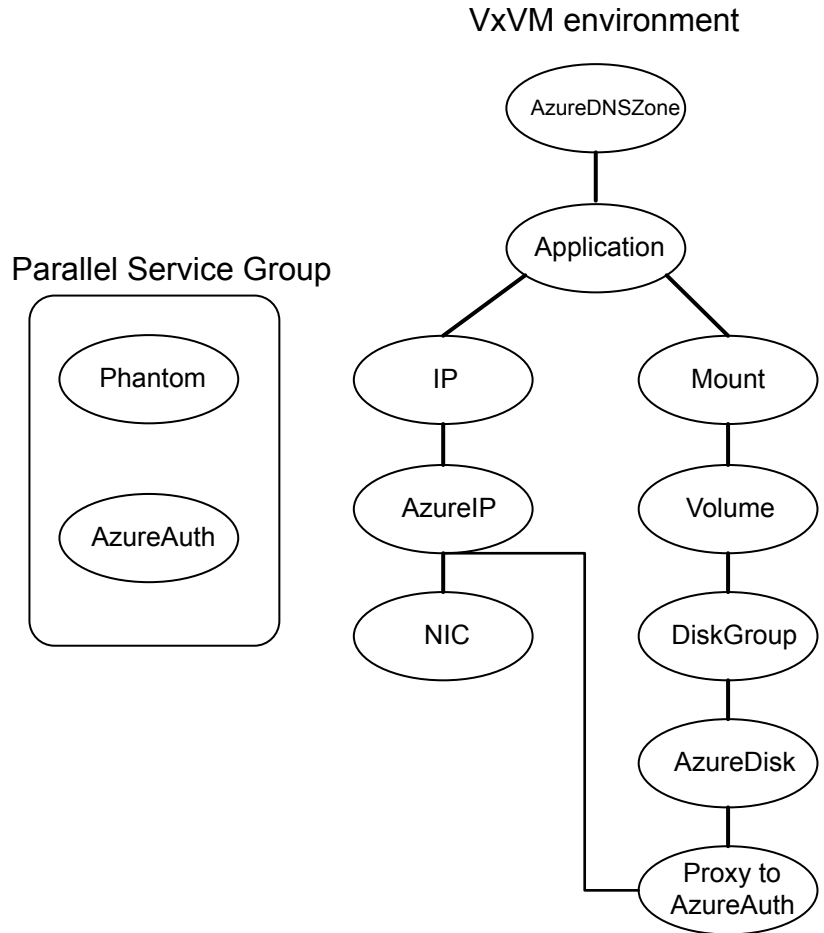 VxVM environment
AzureDNSZone
Application
Parallel Service Group
Phantom
IP
Mount
AzureAuth
AzureIP
Volume
NIC
DiskGroup
AzureDisk
Proxy to
AzureAuth